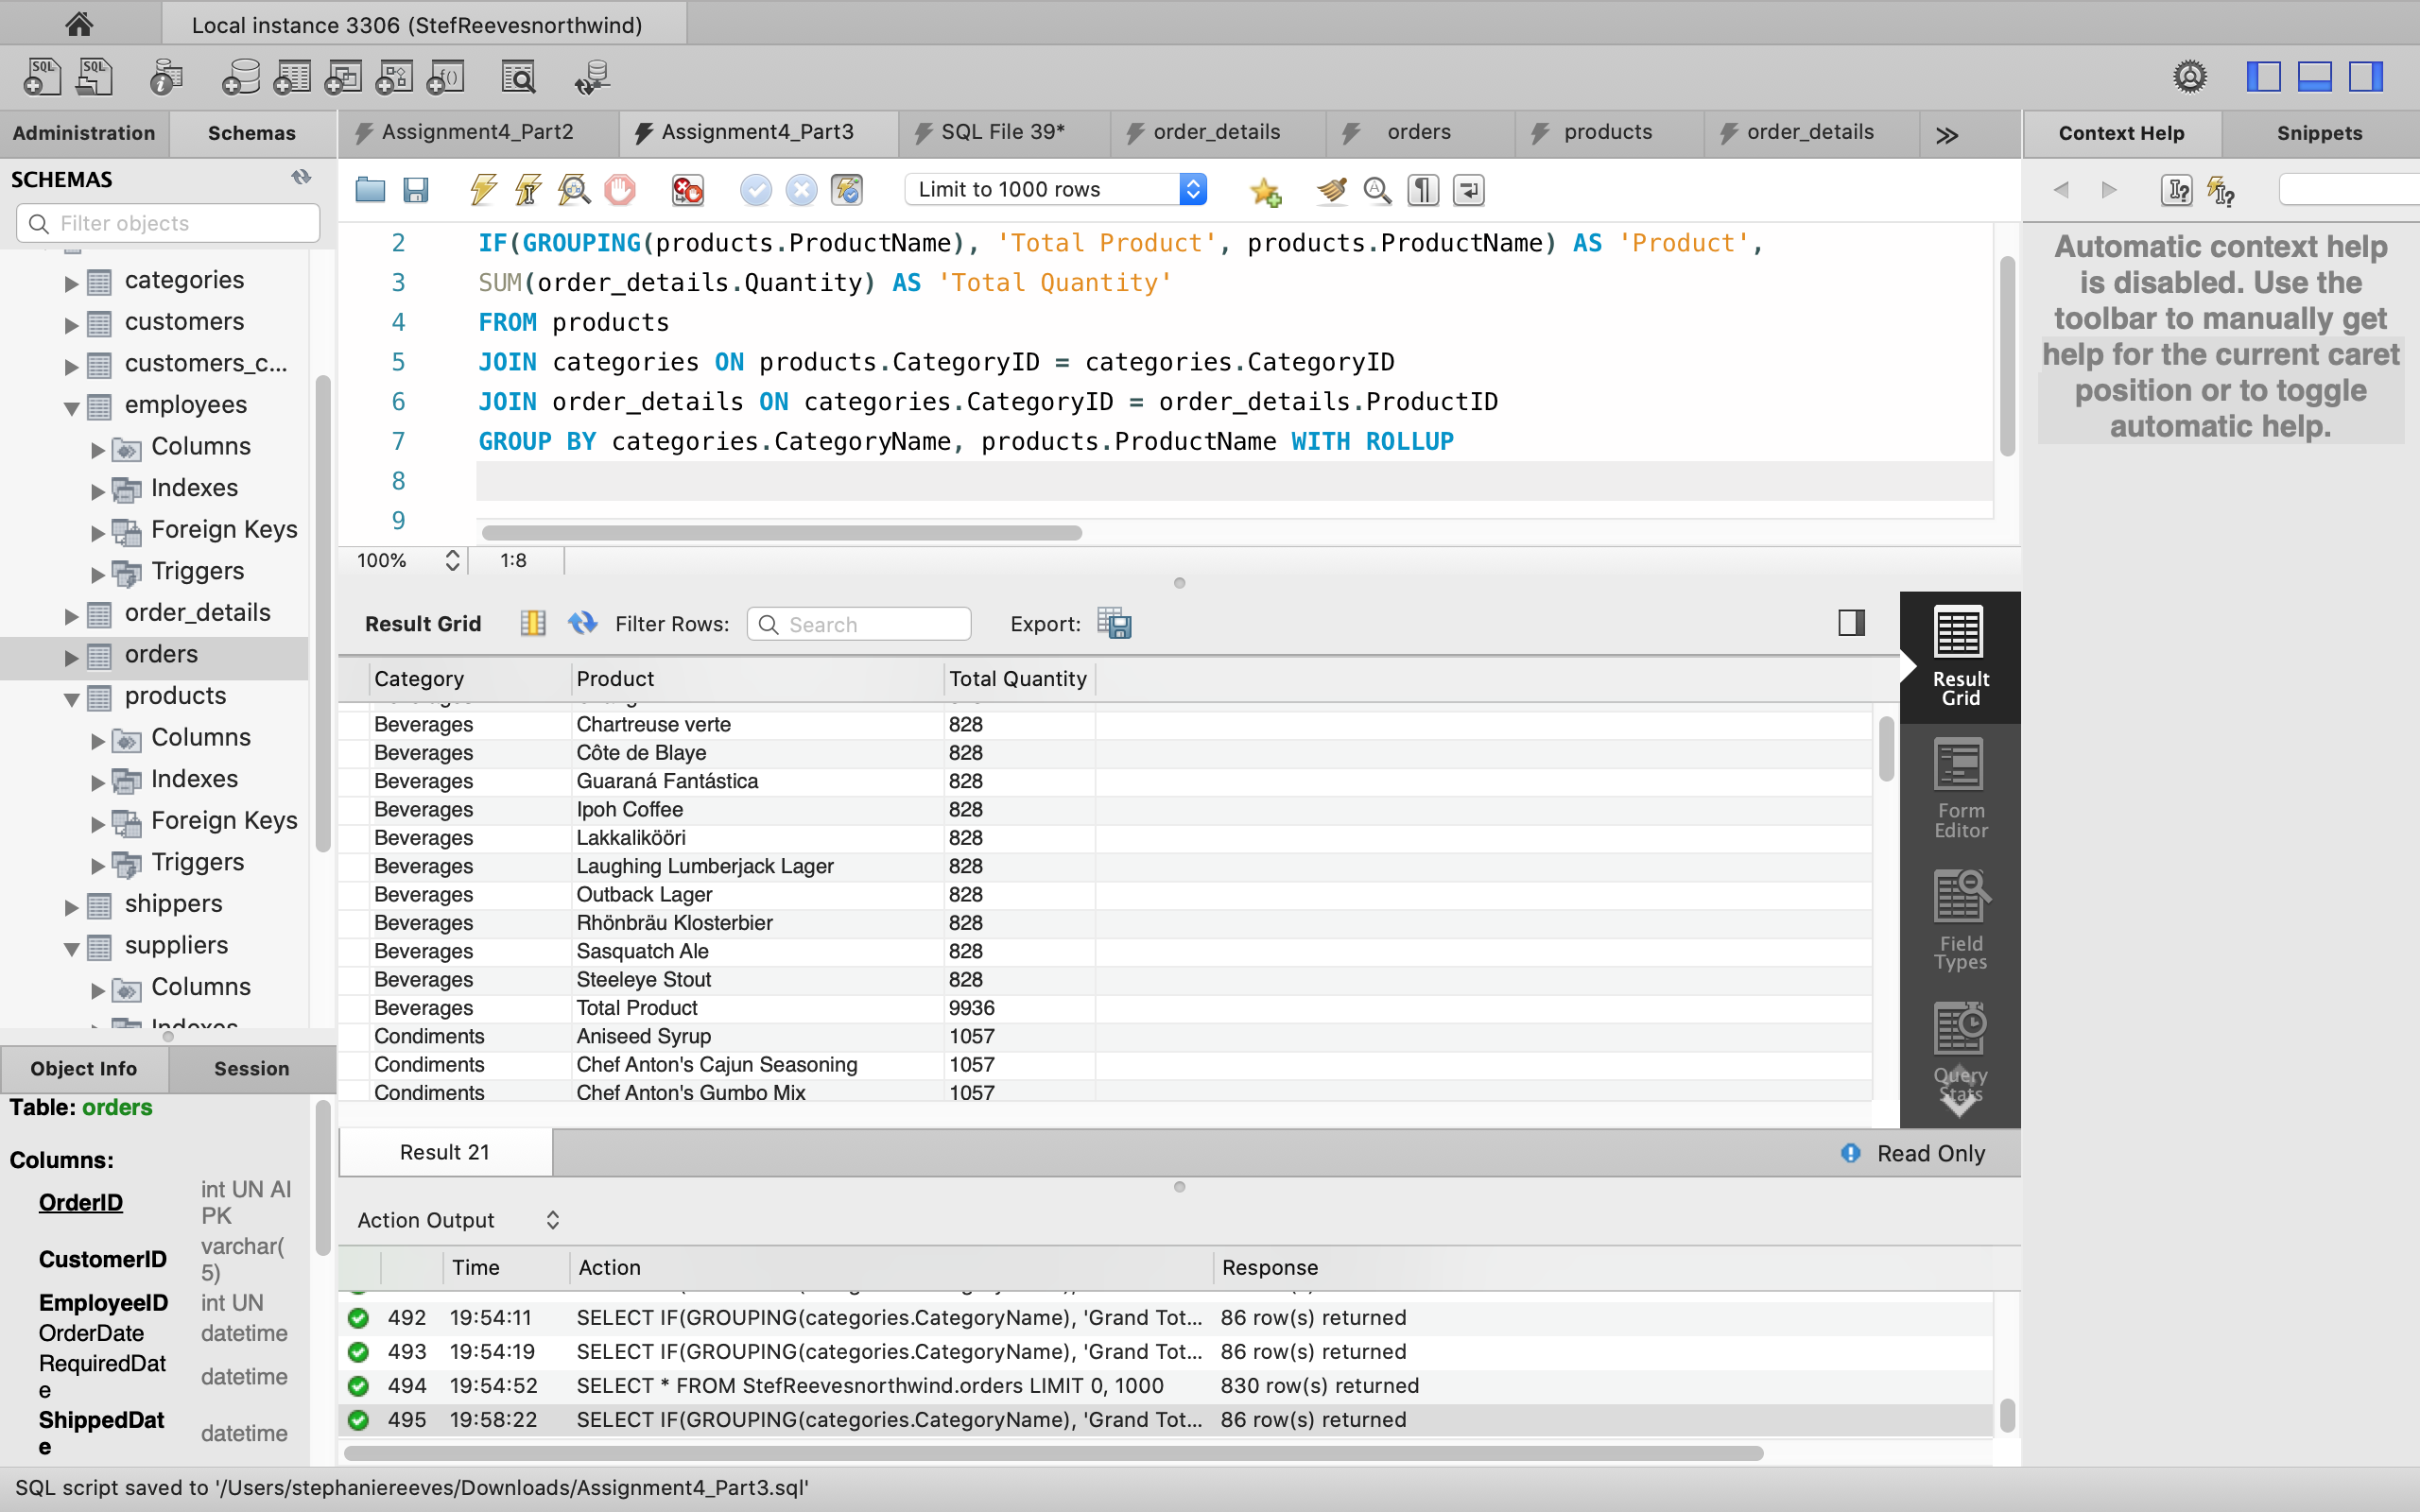 Local instance 3306 (StefReevesnorthwind)
Administration
Schemas
Assignment4_Part2
Assignment4_Part3
SQL File 39*
order_details
orders
products
order_details
Context Help
Snippets
SCHEMAS
Filter objects
categories
customers
customers_c...
employees
Columns
Indexes
Foreign Keys
Triggers
order_details
orders
products
Columns
Indexes
Foreign Keys
Triggers
shippers
suppliers
Columns
Indexes
Object Info
Session
Table: orders
Columns:
OrderID int UN AI PK
CustomerID varchar(5)
EmployeeID int UN
OrderDate datetime
RequiredDate datetime
ShippedDate datetime
Limit to 1000 rows
2 IF(GROUPING(products.ProductName), 'Total Product', products.ProductName) AS 'Product',
3 SUM(order_details.Quantity) AS 'Total Quantity'
4 FROM products
5 JOIN categories ON products.CategoryID = categories.CategoryID
6 JOIN order_details ON categories.CategoryID = order_details.ProductID
7 GROUP BY categories.CategoryName, products.ProductName WITH ROLLUP
8
9
100% 1:8
Result Grid Filter Rows: Search Export:
Category Product Total Quantity
Beverages Chartreuse verte 828
Beverages Côte de Blaye 828
Beverages Guaraná Fantástica 828
Beverages Ipoh Coffee 828
Beverages Lakkalikööri 828
Beverages Laughing Lumberjack Lager 828
Beverages Outback Lager 828
Beverages Rhönbräu Klosterbier 828
Beverages Sasquatch Ale 828
Beverages Steeleye Stout 828
Beverages Total Product 9936
Condiments Aniseed Syrup 1057
Condiments Chef Anton's Cajun Seasoning 1057
Condiments Chef Anton's Gumbo Mix 1057
Result
Grid
Form
Editor
Field
Types
Query
Stats
Result 21
Read Only
Action Output
Time Action Response
492 19:54:11 SELECT IF(GROUPING(categories.CategoryName), 'Grand Tot... 86 row(s) returned
493 19:54:19 SELECT IF(GROUPING(categories.CategoryName), 'Grand Tot... 86 row(s) returned
494 19:54:52 SELECT * FROM StefReevesnorthwind.orders LIMIT 0, 1000 830 row(s) returned
495 19:58:22 SELECT IF(GROUPING(categories.CategoryName), 'Grand Tot... 86 row(s) returned
Automatic context help
is disabled. Use the
toolbar to manually get
help for the current caret
position or to toggle
automatic help.
SQL script saved to '/Users/stephaniereeves/Downloads/Assignment4_Part3.sql'